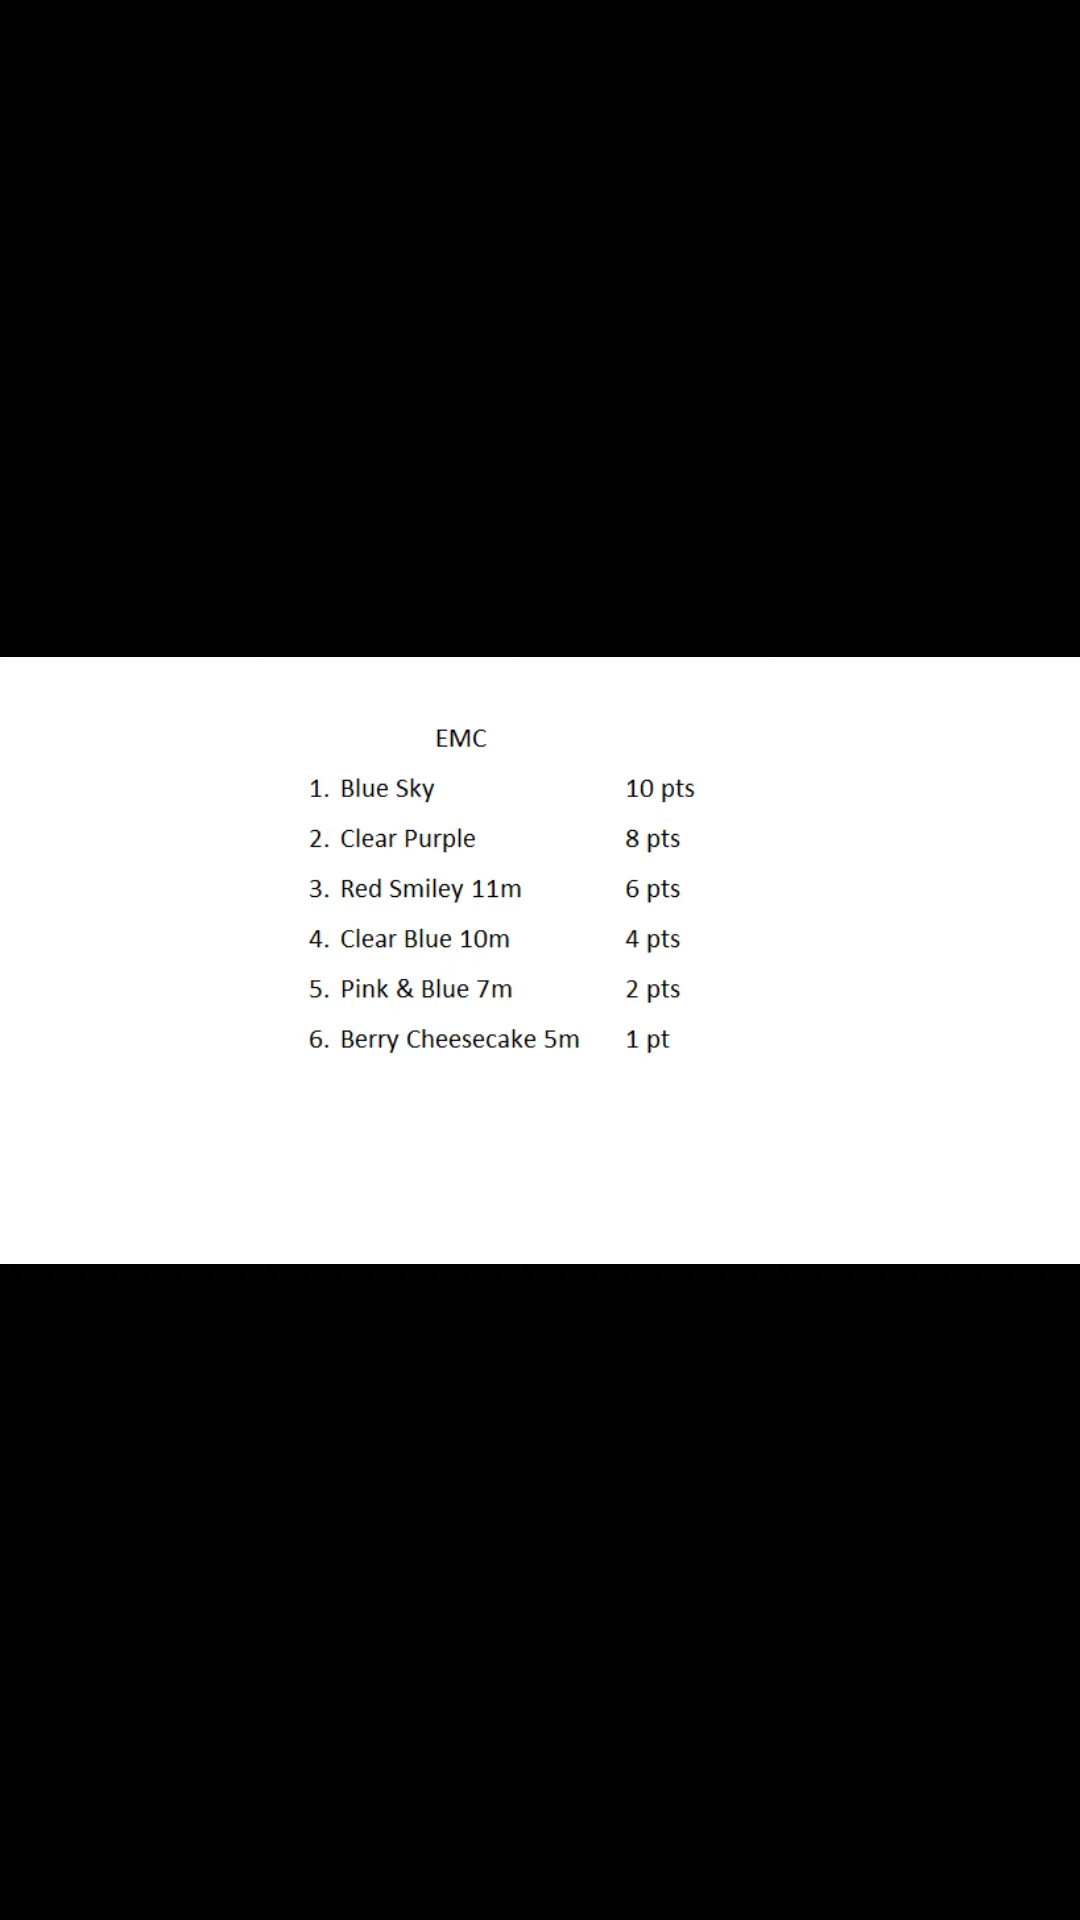 EMC
1. Blue Sky 10 pts
2. Clear Purple 8 pts
3. Red Smiley 11m 6 pts
4. Clear Blue 10m 4 pts
5. Pink & Blue 7m 2 pts
6. Berry Cheesecake 5m 1 pt